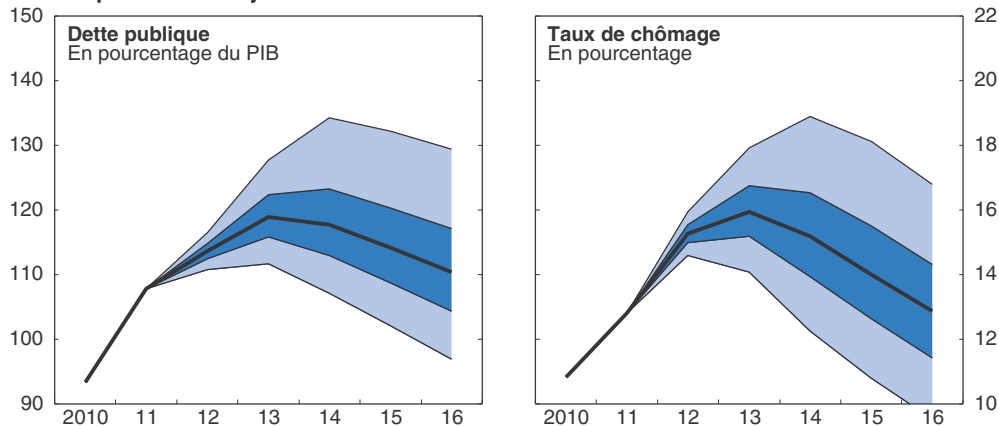 Dette publique
En pourcentage du PIB
150
140
130
120
110
100
90
2010 11 12 13 14 15 16
Taux de chômage
En pourcentage
22
20
18
16
14
12
10
2010 11 12 13 14 15 16